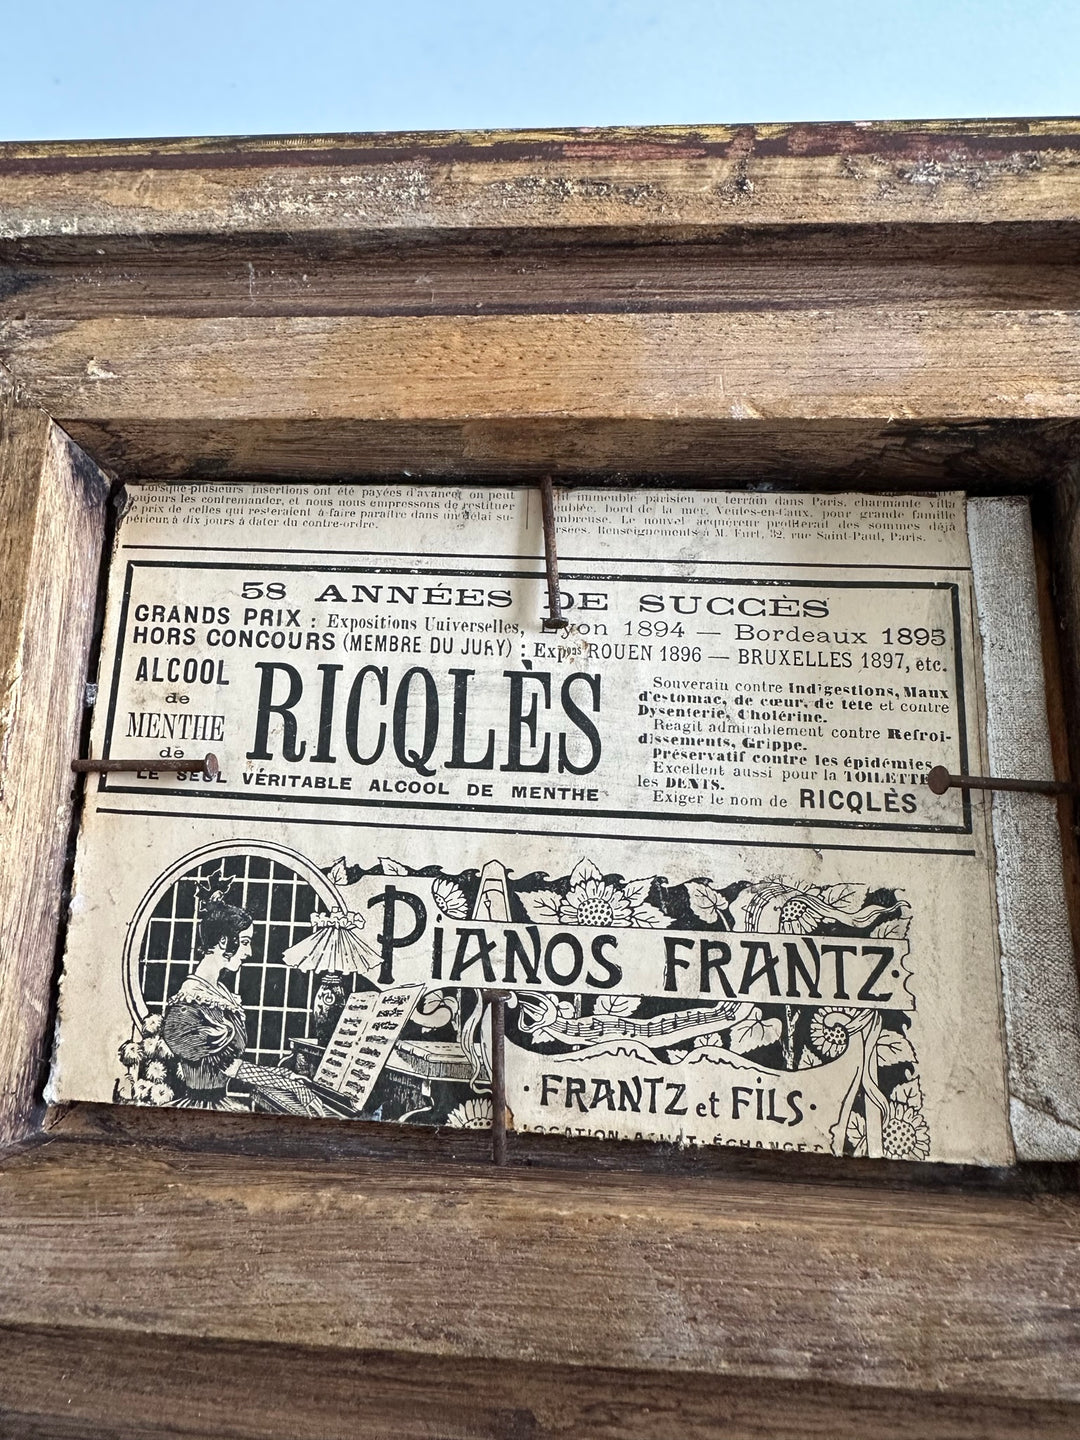 Lorsque plusieurs insertions ont été payées d'avance, on peut
toujours les contremander, et nous nous empressons de restituer
le prix de celles qui resteraient à faire paraître dans un délai su-
périeur à dix jours à dater du contre-ordre.
immeuble parisien ou terrain dans Paris, charmante villa
meublée, bord de la mer, Veules-en-Caux, pour grande famille
nombreuse. Le nouvel acquéreur profiterait des sommes déjà
versées. Renseignements à M. Furt, 32, rue Saint-Paul, Paris.
58 ANNÉES DE SUCCÈS
GRANDS PRIX : Expositions Universelles, Lyon 1894 — Bordeaux 1895
HORS CONCOURS (MEMBRE DU JURY) : Expons ROUEN 1896 — BRUXELLES 1897, etc.
ALCOOL
de
MENTHE
de
RICQLÈS
LE SEUL VÉRITABLE ALCOOL DE MENTHE
Souverain contre Indigestions, Maux
d'estomac, de cœur, de tête et contre
Dysenterie, Cholérine.
Réagit admirablement contre Refroi-
dissements, Grippe.
Préservatif contre les épidémies.
Excellent aussi pour la TOILETTE
les DENTS.
Exiger le nom de RICQLÈS
PIANOS FRANTZ.
·FRANTZ et FILS·
LOCATION·ACHAT·ÉCHANGES